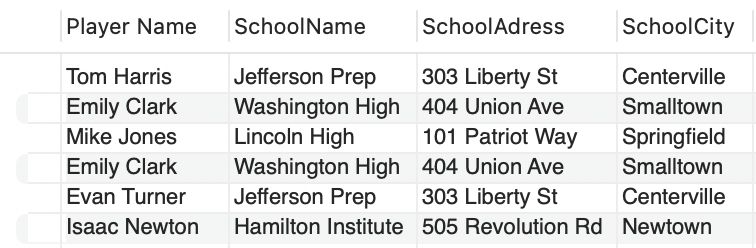 Player Name SchoolName SchoolAdress SchoolCity
Tom Harris Jefferson Prep 303 Liberty St Centerville
Emily Clark Washington High 404 Union Ave Smalltown
Mike Jones Lincoln High 101 Patriot Way Springfield
Emily Clark Washington High 404 Union Ave Smalltown
Evan Turner Jefferson Prep 303 Liberty St Centerville
Isaac Newton Hamilton Institute 505 Revolution Rd Newtown